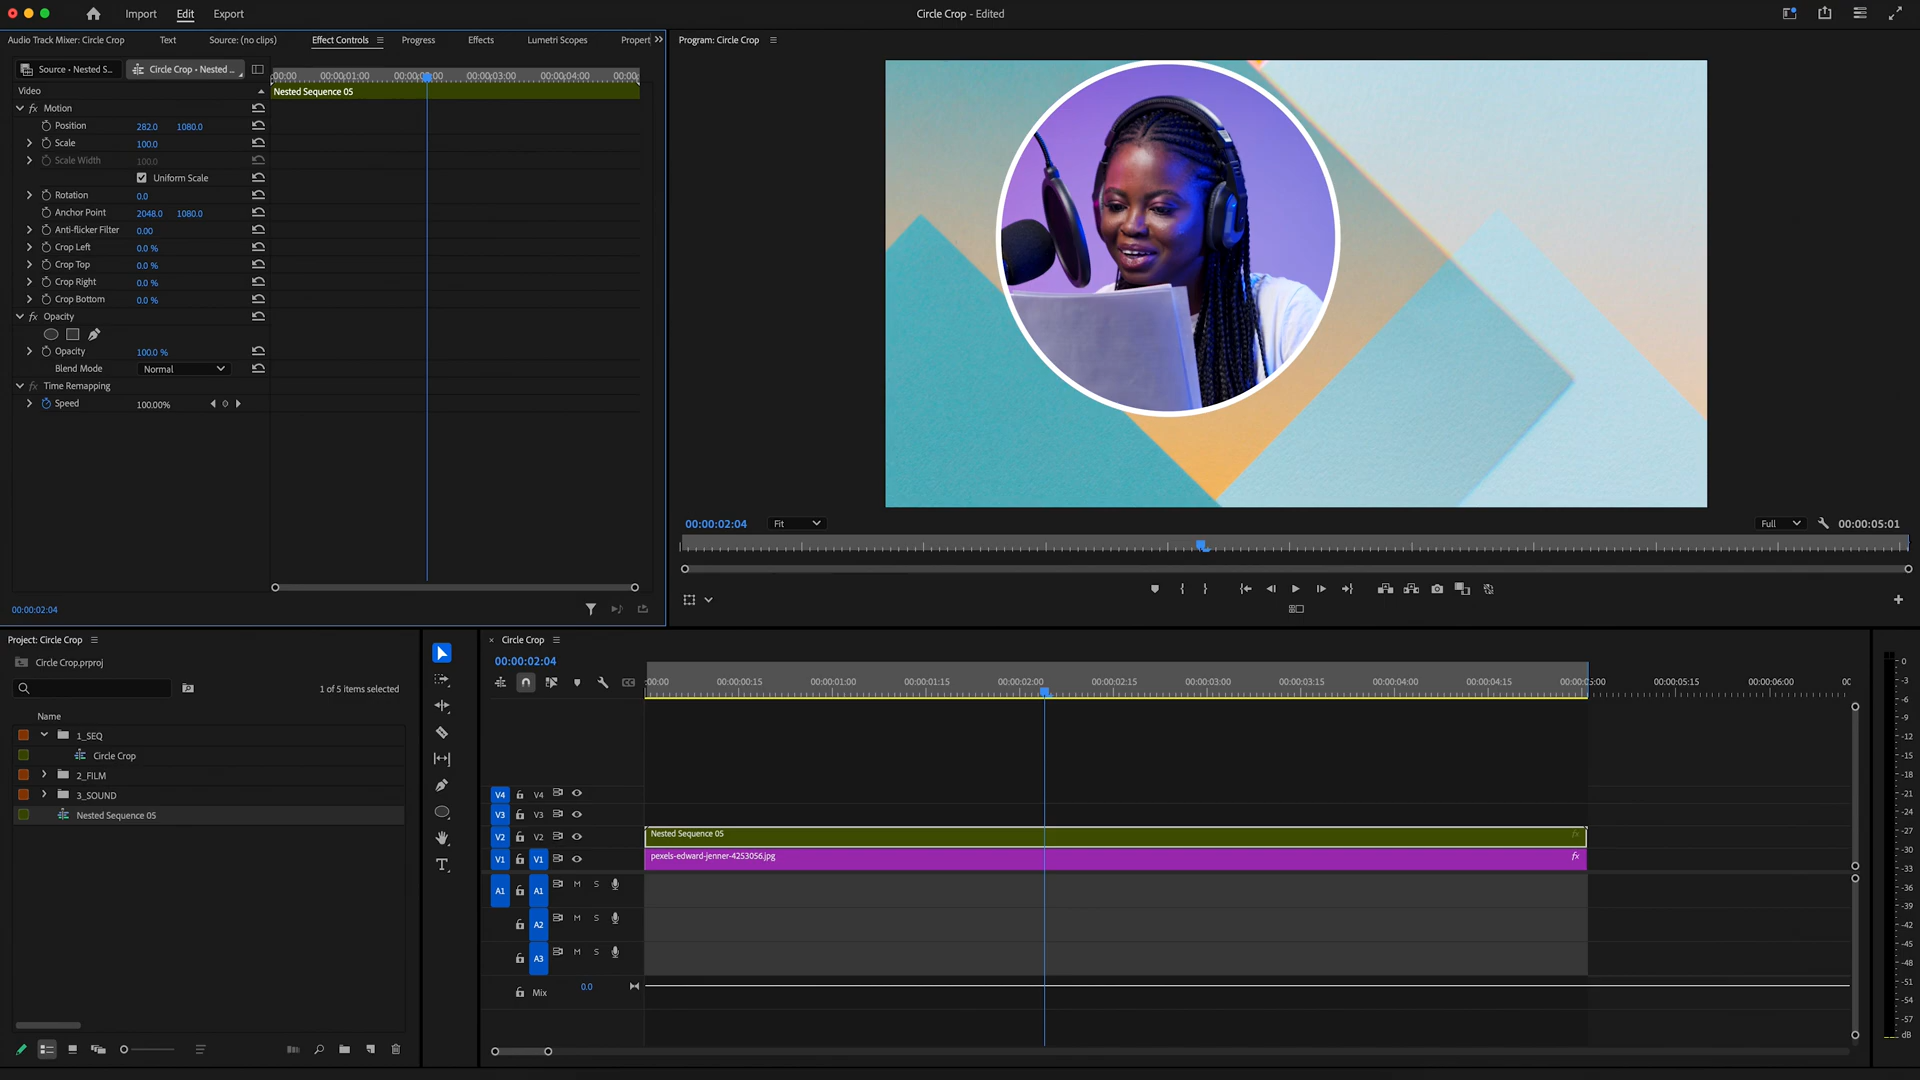 Import Edit Export
Circle Crop - Edited
Audio Track Mixer: Circle Crop Text Source: (no clips) Effect Controls Progress Effects Lumetri Scopes Propert
Source • Nested S... Circle Crop • Nested ...
:00:00 00:00:01:00 00:00:02:00 00:00:03:00 00:00:04:00 00:00:
Video
Nested Sequence 05
fx Motion
Position 282.0 1080.0
Scale 100.0
Scale Width 100.0
Uniform Scale
Rotation 0.0
Anchor Point 2048.0 1080.0
Anti-flicker Filter 0.00
Crop Left 0.0 %
Crop Top 0.0 %
Crop Right 0.0 %
Crop Bottom 0.0 %
fx Opacity
Opacity 100.0 %
Blend Mode Normal
fx Time Remapping
Speed 100.00%
00:00:02:04
Program: Circle Crop
00:00:02:04 Fit Full 00:00:05:01
Project: Circle Crop
Circle Crop.prproj
1 of 5 items selected
Name
1_SEQ
Circle Crop
2_FILM
3_SOUND
Nested Sequence 05
× Circle Crop
00:00:02:04
:00:00 00:00:00:15 00:00:01:00 00:00:01:15 00:00:02:00 00:00:02:15 00:00:03:00 00:00:03:15 00:00:04:00 00:00:04:15 00:00:05:00 00:00:05:15 00:00:06:00 00
CC
V4 V4
V3 V3
V2 V2 Nested Sequence 05 fx
V1 V1 pexels-edward-jenner-4253056.jpg fx
A1 A1 M S
A2 M S
A3 M S
Mix 0.0
0
-3
-6
-9
-12
-15
-18
-21
-24
-27
-30
-33
-36
-39
-42
-45
-48
-51
-54
-57
dB